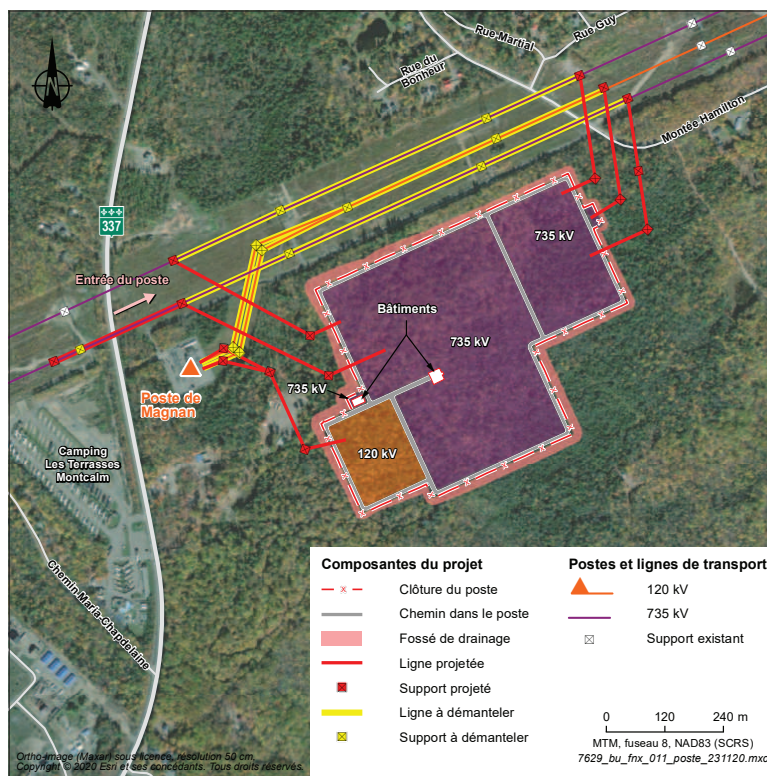 Rue Martial
Rue Guy
Rue du
Bonheur
Montée Hamilton
337
Entrée du poste
Bâtiments
735 kV
735 kV
735 kV
Poste de
Magnan
120 kV
Camping
Les Terrasses
Montcalm
Chemin Maria-Chapdelaine
Composantes du projet
Clôture du poste
Chemin dans le poste
Fossé de drainage
Ligne projetée
Support projeté
Ligne à démanteler
Support à démanteler
Postes et lignes de transport
120 kV
735 kV
Support existant
0 120 240 m
MTM, fuseau 8, NAD83 (SCRS)
7629_bu_fnx_011_poste_231120.mxd
Ortho-image (Maxar) sous licence, résolution 50 cm.
Copyright © 2020 Esri et ses concédants. Tous droits réservés.